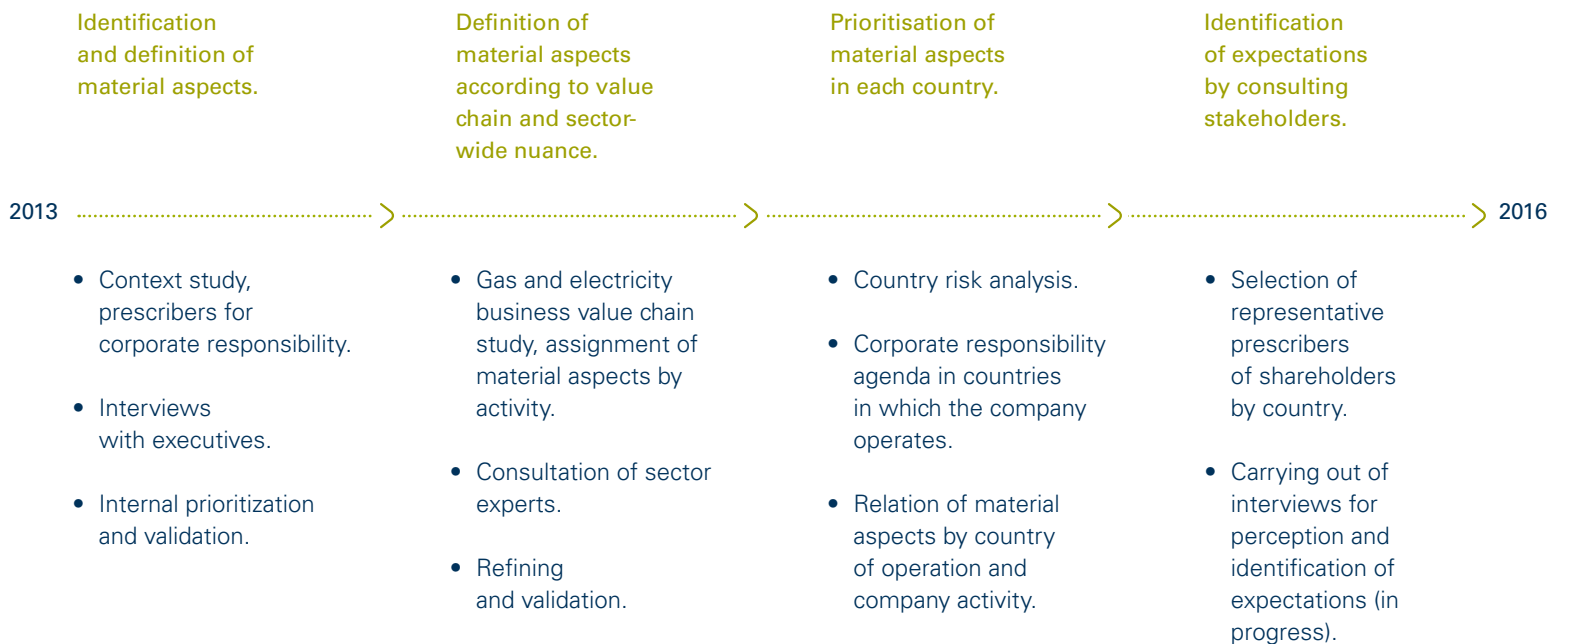 Identification
and definition of
material aspects.
Definition of
material aspects
according to value
chain and sector-
wide nuance.
Prioritisation of
material aspects
in each country.
Identification
of expectations
by consulting
stakeholders.
2013
2016
• Context study,
prescribers for
corporate responsibility.
• Interviews
with executives.
• Internal prioritization
and validation.
• Gas and electricity
business value chain
study, assignment of
material aspects by
activity.
• Consultation of sector
experts.
• Refining
and validation.
• Country risk analysis.
• Corporate responsibility
agenda in countries
in which the company
operates.
• Relation of material
aspects by country
of operation and
company activity.
• Selection of
representative
prescribers
of shareholders
by country.
• Carrying out of
interviews for
perception and
identification of
expectations (in
progress).